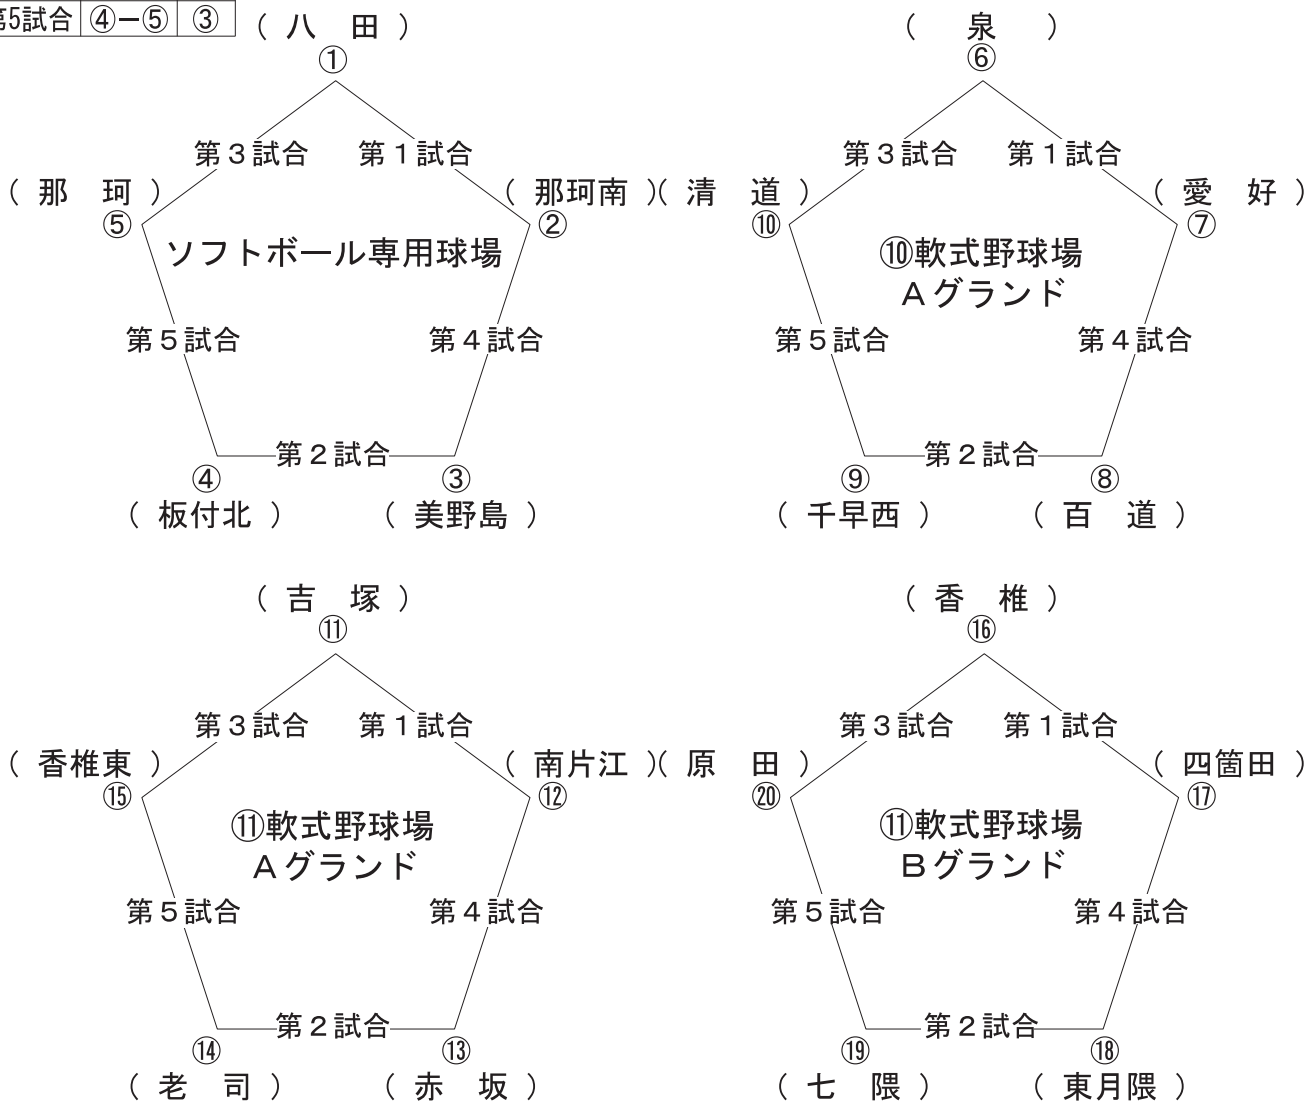 第5試合 ④－⑤ ③
（ 八　田 ）
①
第３試合
第１試合
（ 那　珂 ）
⑤
（ 那珂南 ）
②
ソフトボール専用球場
第５試合
第４試合
第２試合
④
③
（ 板付北 ）
（ 美野島 ）
（　泉　）
⑥
第３試合
第１試合
（ 清　道 ）
⑩
（ 愛　好 ）
⑦
⑩軟式野球場
Ａグランド
第５試合
第４試合
第２試合
⑨
⑧
（ 千早西 ）
（ 百　道 ）
（ 吉　塚 ）
⑪
第３試合
第１試合
（ 香椎東 ）
⑮
（ 南片江 ）
⑫
⑪軟式野球場
Ａグランド
第５試合
第４試合
第２試合
⑭
⑬
（ 老　司 ）
（ 赤　坂 ）
（ 香　椎 ）
⑯
第３試合
第１試合
（ 原　田 ）
⑳
（ 四箇田 ）
⑰
⑪軟式野球場
Ｂグランド
第５試合
第４試合
第２試合
⑲
⑱
（ 七　隈 ）
（ 東月隈 ）